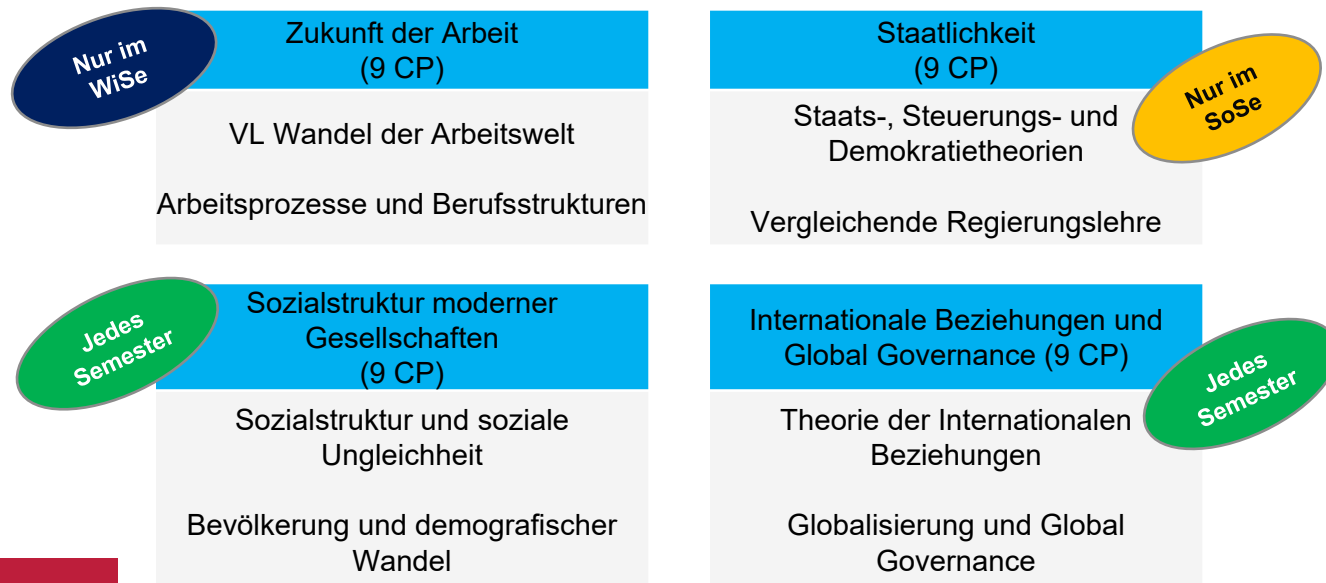 Nur im
WiSe
Zukunft der Arbeit
(9 CP)
VL Wandel der Arbeitswelt
Arbeitsprozesse und Berufsstrukturen
Staatlichkeit
(9 CP)
Nur im
SoSe
Staats-, Steuerungs- und
Demokratietheorien
Vergleichende Regierungslehre
Jedes
Semester
Sozialstruktur moderner
Gesellschaften
(9 CP)
Sozialstruktur und soziale
Ungleichheit
Bevölkerung und demografischer
Wandel
Internationale Beziehungen und
Global Governance (9 CP)
Jedes
Semester
Theorie der Internationalen
Beziehungen
Globalisierung und Global
Governance